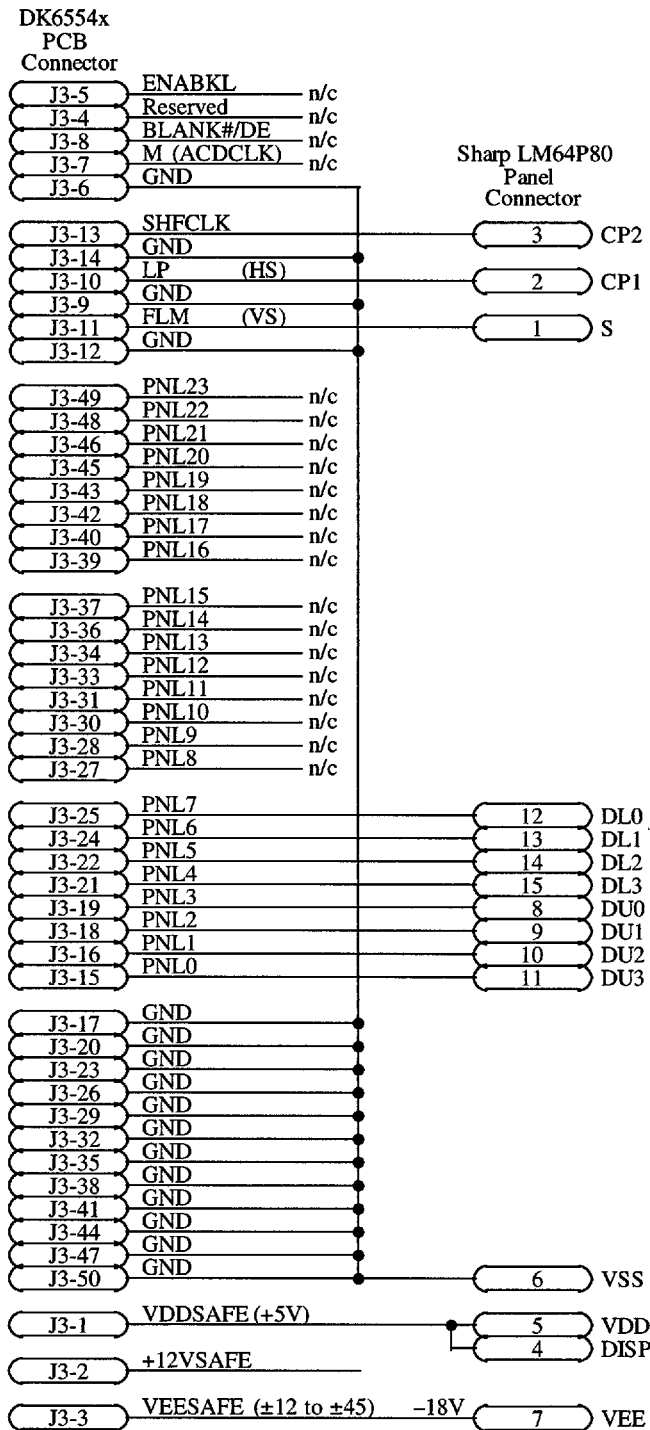 DK6554x
PCB
Connector
Sharp LM64P80
Panel
Connector
J3-5 ENABKL n/c
J3-4 Reserved n/c
J3-8 BLANK#/DE n/c
J3-7 M (ACDCLK) n/c
J3-6 GND
J3-13 SHFCLK 3 CP2
J3-14 GND
J3-10 LP (HS) 2 CP1
J3-9 GND
J3-11 FLM (VS) 1 S
J3-12 GND
J3-49 PNL23 n/c
J3-48 PNL22 n/c
J3-46 PNL21 n/c
J3-45 PNL20 n/c
J3-43 PNL19 n/c
J3-42 PNL18 n/c
J3-40 PNL17 n/c
J3-39 PNL16 n/c
J3-37 PNL15 n/c
J3-36 PNL14 n/c
J3-34 PNL13 n/c
J3-33 PNL12 n/c
J3-31 PNL11 n/c
J3-30 PNL10 n/c
J3-28 PNL9 n/c
J3-27 PNL8 n/c
J3-25 PNL7 12 DL0
J3-24 PNL6 13 DL1
J3-22 PNL5 14 DL2
J3-21 PNL4 15 DL3
J3-19 PNL3 8 DU0
J3-18 PNL2 9 DU1
J3-16 PNL1 10 DU2
J3-15 PNL0 11 DU3
J3-17 GND
J3-20 GND
J3-23 GND
J3-26 GND
J3-29 GND
J3-32 GND
J3-35 GND
J3-38 GND
J3-41 GND
J3-44 GND
J3-47 GND
J3-50 GND 6 VSS
J3-1 VDDSAFE (+5V) 5 VDD
4 DISP
J3-2 +12VSAFE
J3-3 VEESAFE (±12 to ±45) –18V 7 VEE